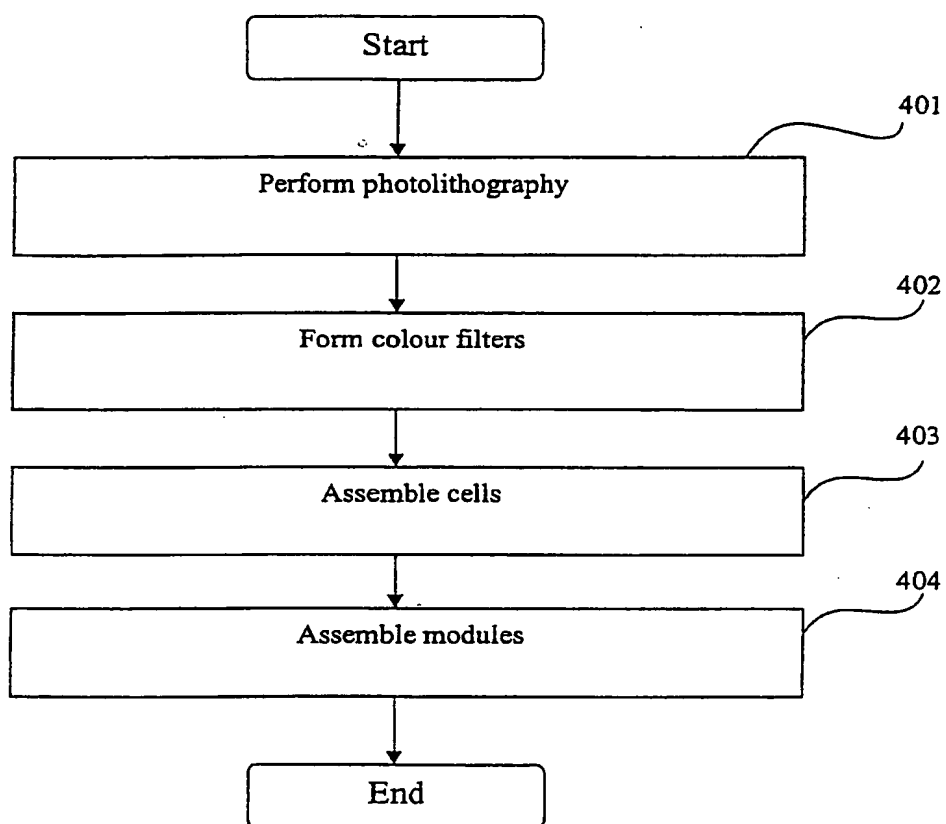 Start
401
Perform photolithography
402
Form colour filters
403
Assemble cells
404
Assemble modules
End